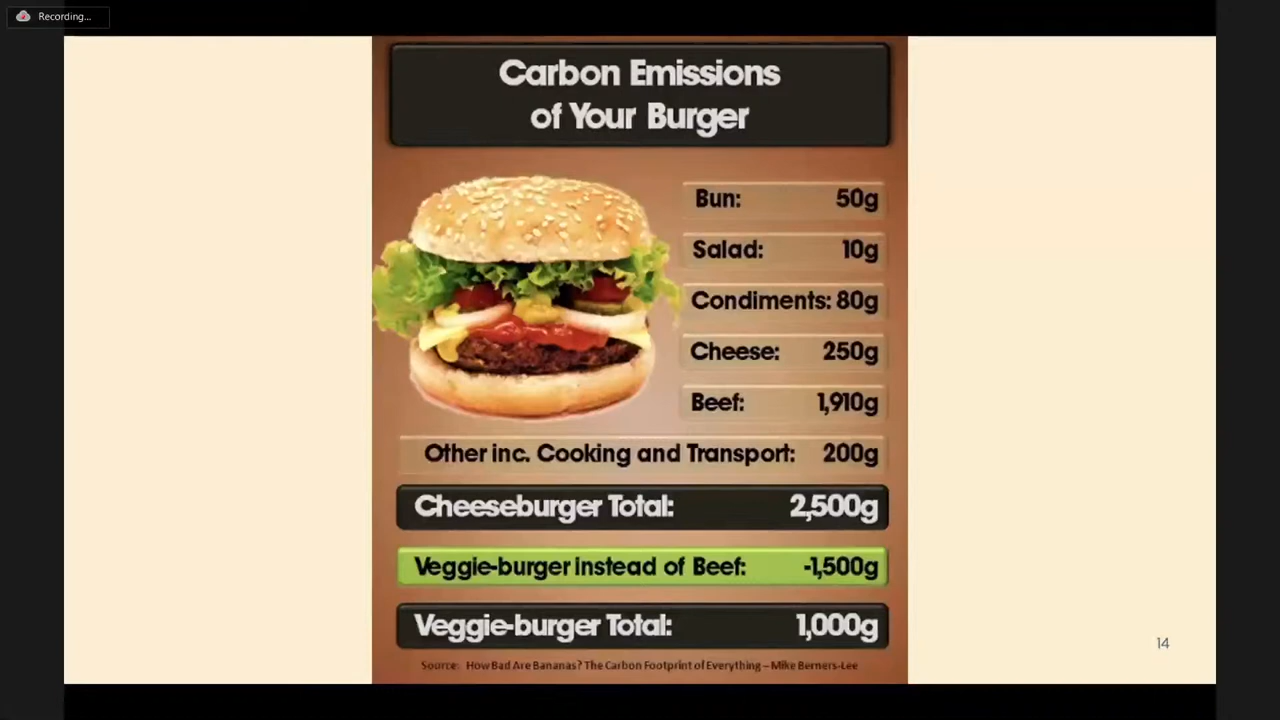 Recording...
Carbon Emissions
of Your Burger
Bun: 50g
Salad: 10g
Condiments: 80g
Cheese: 250g
Beef: 1,910g
Other inc. Cooking and Transport: 200g
Cheeseburger Total: 2,500g
Veggie-burger instead of Beef: -1,500g
Veggie-burger Total: 1,000g
Source: How Bad Are Bananas? The Carbon Footprint of Everything – Mike Berners-Lee
14